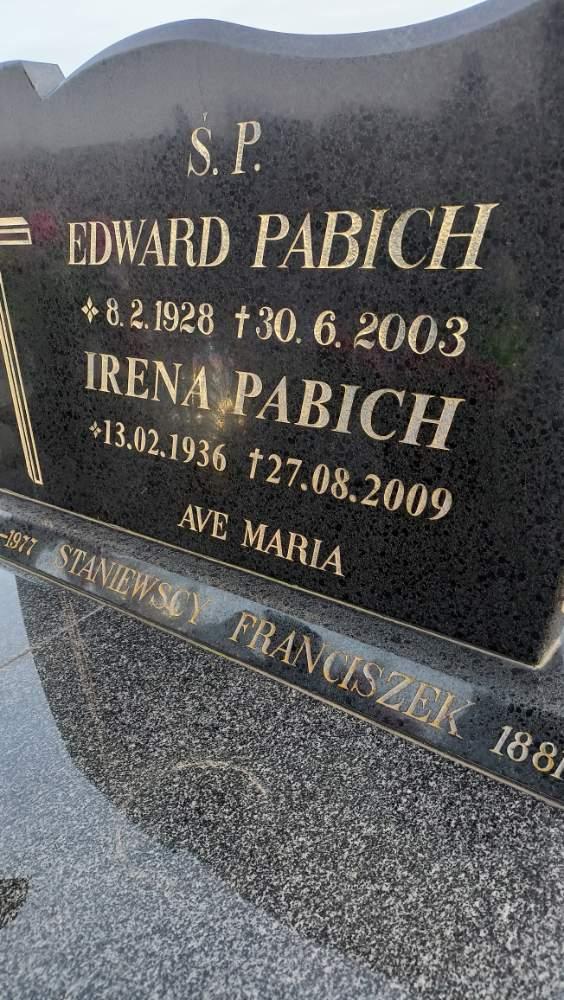 Ś. P.
EDWARD PABICH
8. 2. 1928 †30. 6. 2003
IRENA PABICH
13.02.1936 †27.08.2009
AVE MARIA
–1977 STANIEWSCY FRANCISZEK 1881